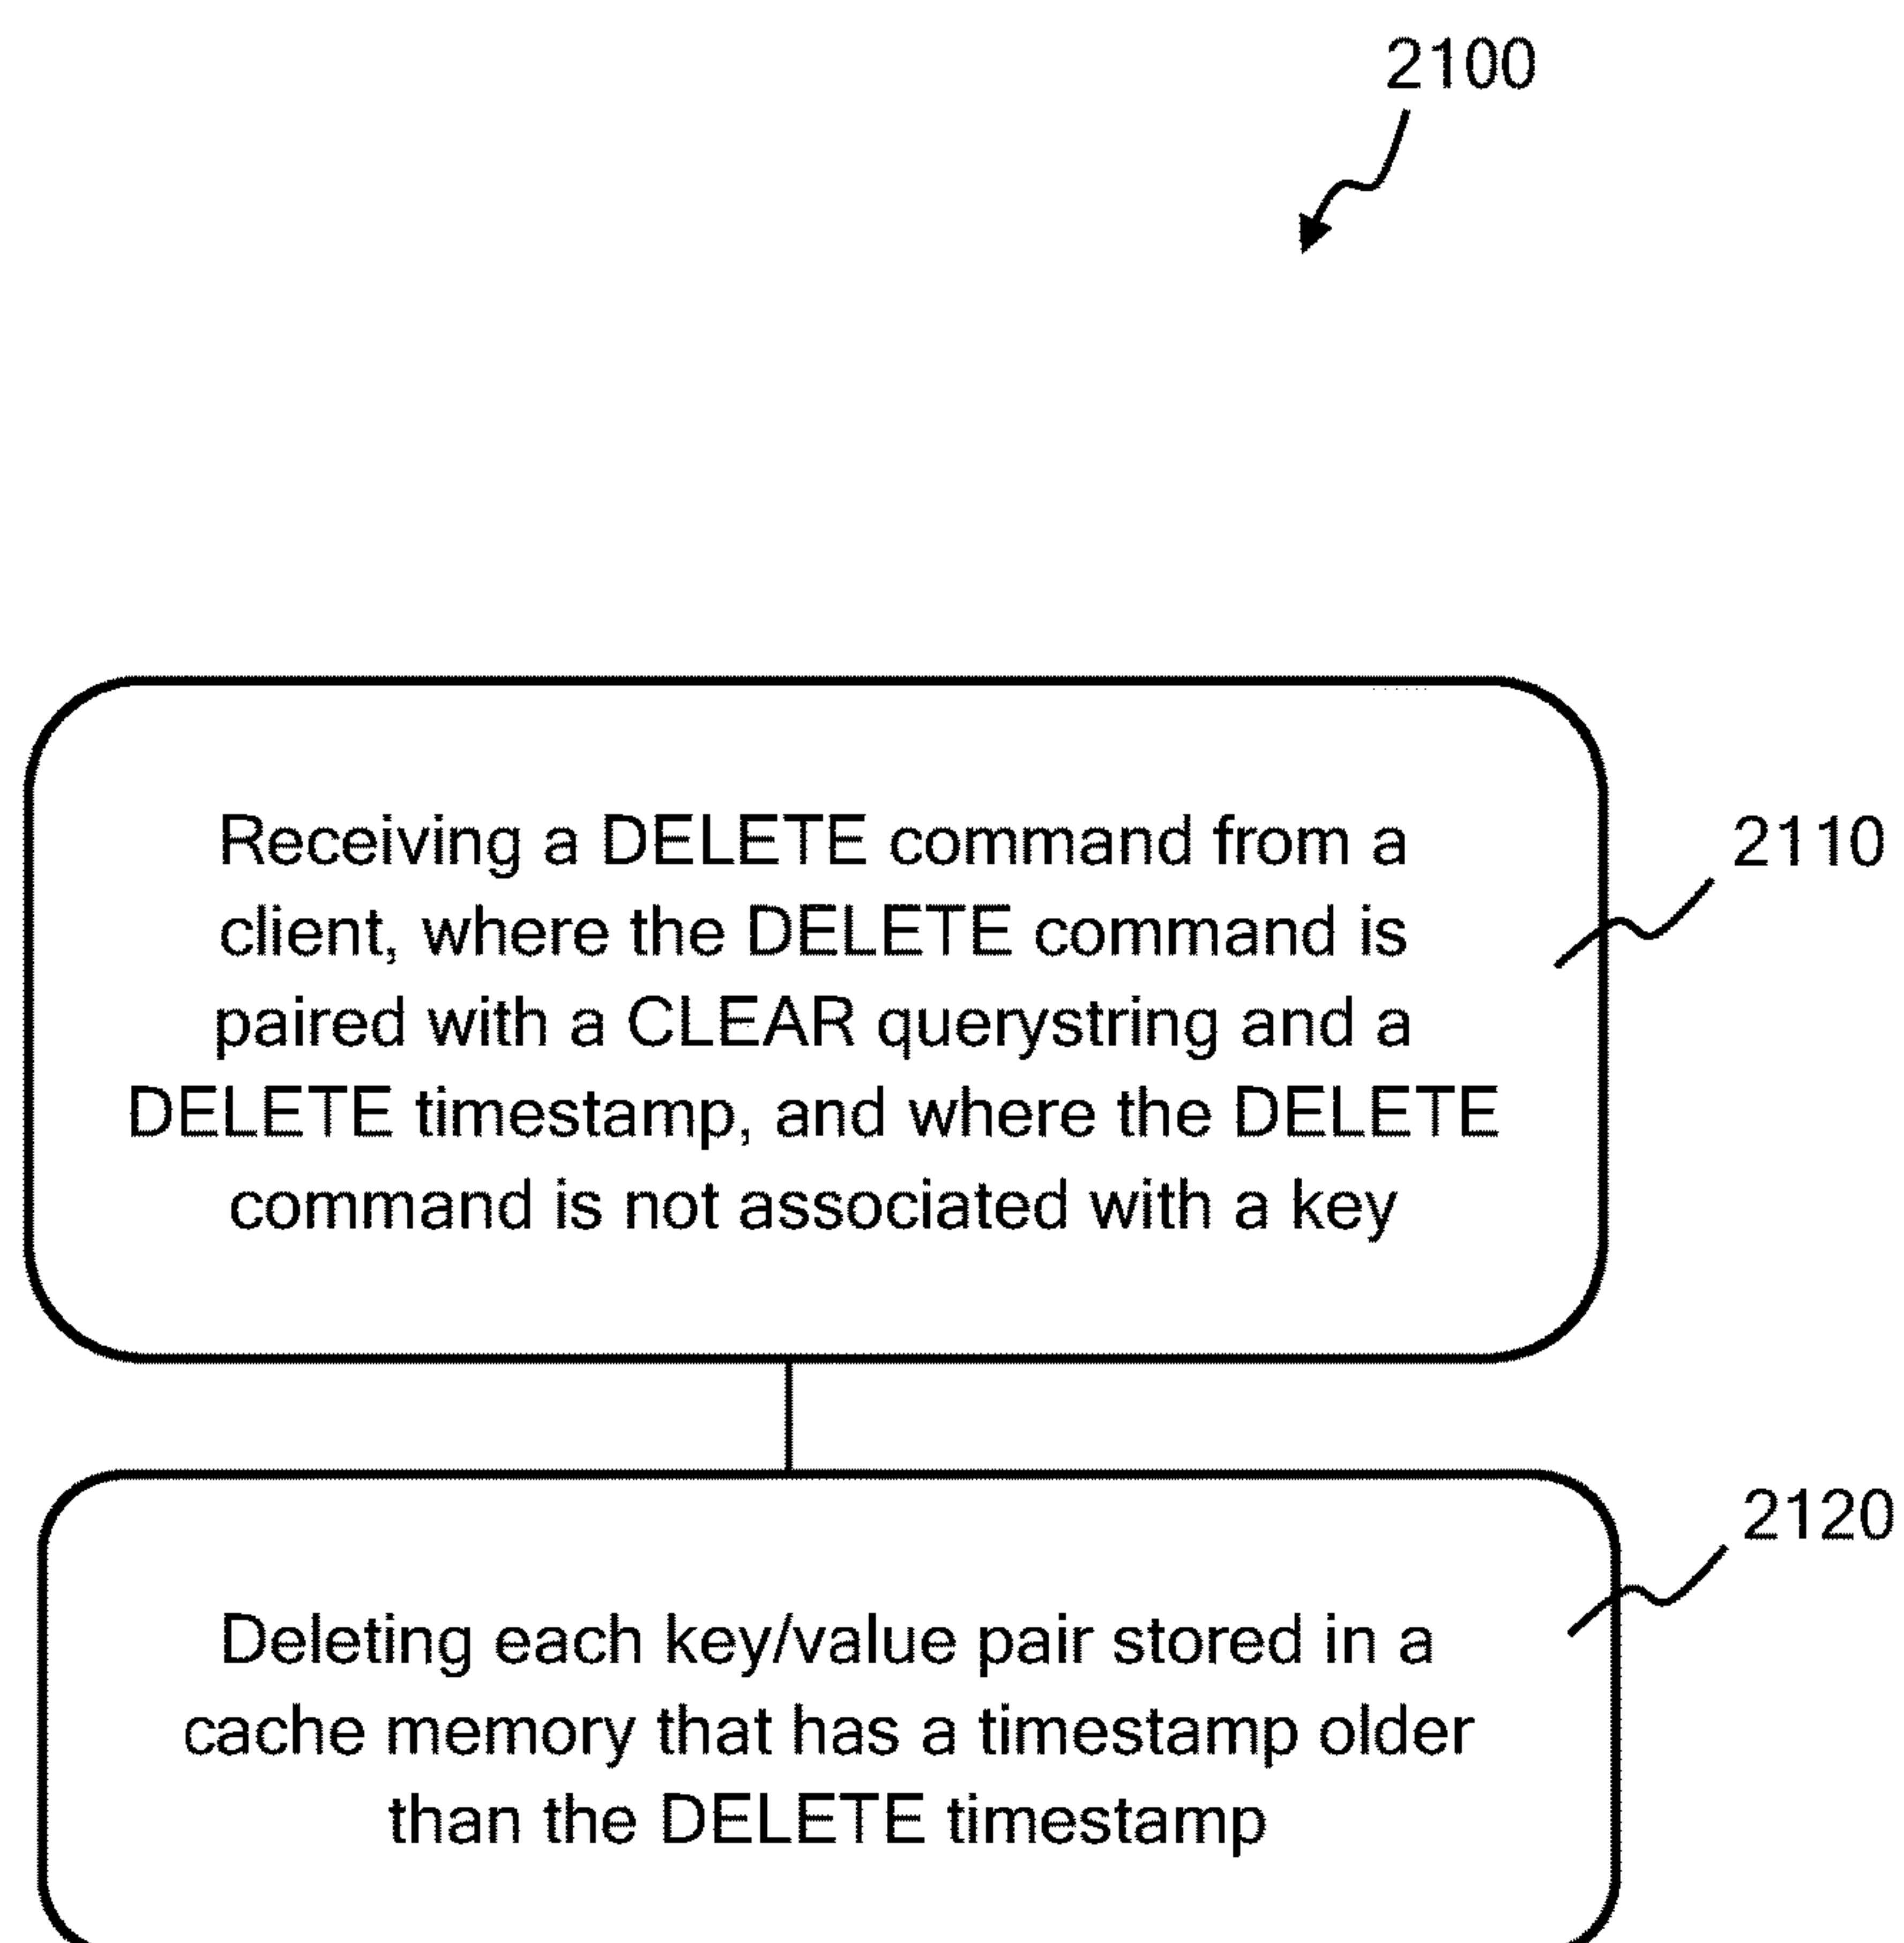 2100
Receiving a DELETE command from a
client, where the DELETE command is
paired with a CLEAR querystring and a
DELETE timestamp, and where the DELETE
command is not associated with a key
2110
Deleting each key/value pair stored in a
cache memory that has a timestamp older
than the DELETE timestamp
2120